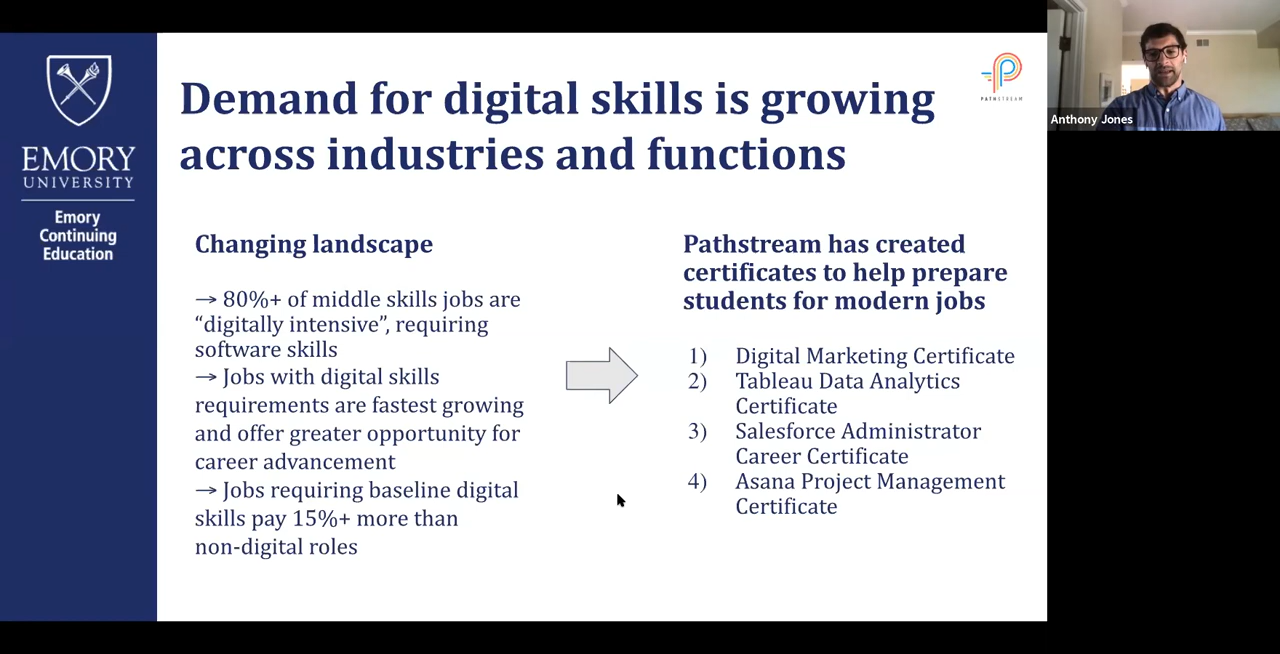 EMORY
UNIVERSITY
Emory
Continuing
Education
Demand for digital skills is growing
across industries and functions
PATHSTREAM
Anthony Jones
Changing landscape
→ 80%+ of middle skills jobs are
“digitally intensive”, requiring
software skills
→ Jobs with digital skills
requirements are fastest growing
and offer greater opportunity for
career advancement
→ Jobs requiring baseline digital
skills pay 15%+ more than
non-digital roles
Pathstream has created
certificates to help prepare
students for modern jobs
1) Digital Marketing Certificate
2) Tableau Data Analytics
Certificate
3) Salesforce Administrator
Career Certificate
4) Asana Project Management
Certificate